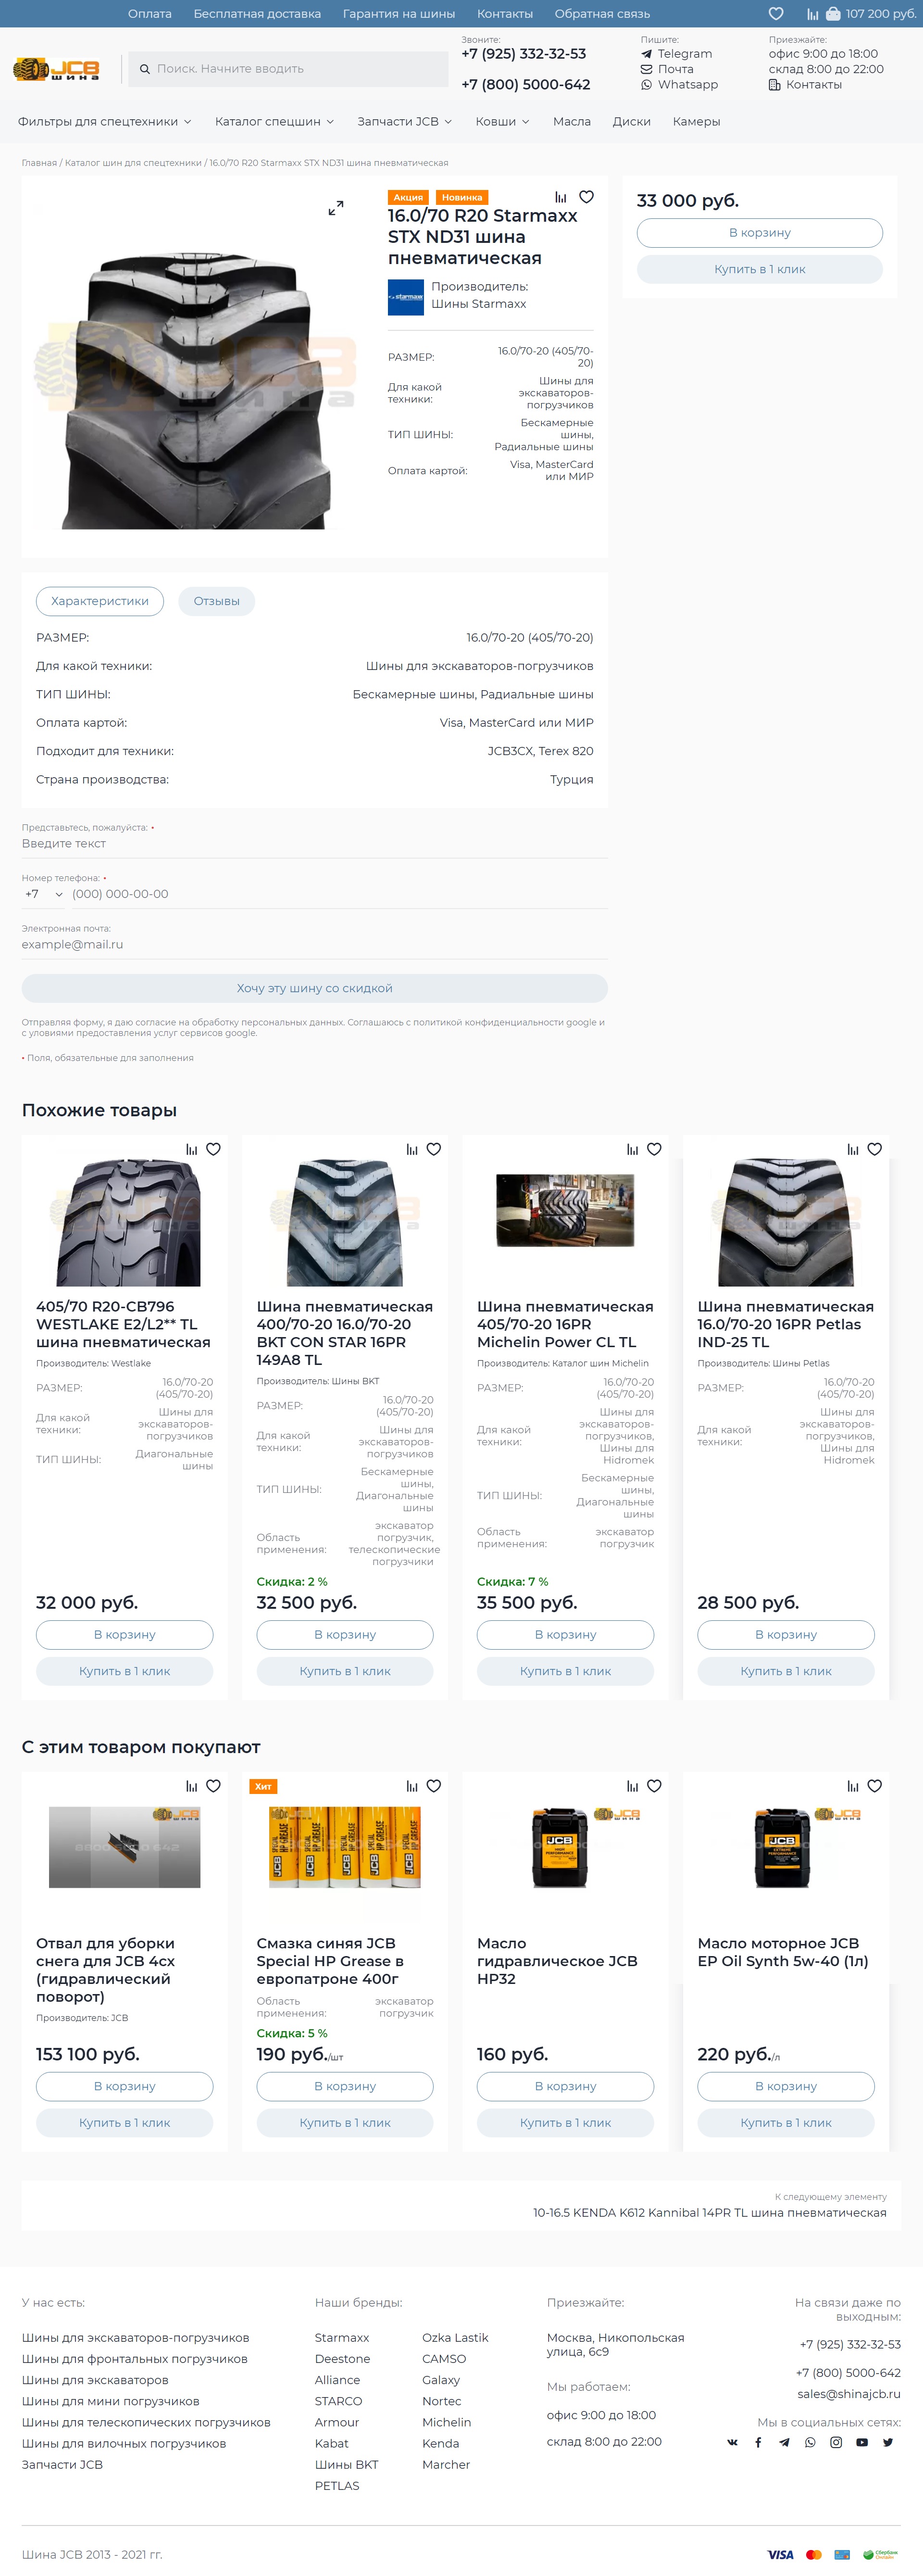 Оплата Бесплатная доставка Гарантия на шины Контакты Обратная связь 107 200 руб.
JCB шина
Поиск. Начните вводить
Звоните:
+7 (925) 332-32-53
+7 (800) 5000-642
Пишите:
Telegram
Почта
Whatsapp
Приезжайте:
офис 9:00 до 18:00
склад 8:00 до 22:00
Контакты
Фильтры для спецтехники Каталог спецшин Запчасти JCB Ковши Масла Диски Камеры
Главная / Каталог шин для спецтехники / 16.0/70 R20 Starmaxx STX ND31 шина пневматическая
Акция Новинка
16.0/70 R20 Starmaxx
STX ND31 шина
пневматическая
starmaxx
Производитель:
Шины Starmaxx
РАЗМЕР: 16.0/70-20 (405/70-
20)
Для какой
техники:
Шины для
экскаваторов-
погрузчиков
ТИП ШИНЫ:
Бескамерные
шины,
Радиальные шины
Оплата картой:
Visa, MasterCard
или МИР
33 000 руб.
В корзину
Купить в 1 клик
Характеристики Отзывы
РАЗМЕР: 16.0/70-20 (405/70-20)
Для какой техники: Шины для экскаваторов-погрузчиков
ТИП ШИНЫ: Бескамерные шины, Радиальные шины
Оплата картой: Visa, MasterCard или МИР
Подходит для техники: JCB3CX, Terex 820
Страна производства: Турция
Представьтесь, пожалуйста: •
Введите текст
Номер телефона: •
+7 (000) 000-00-00
Электронная почта:
example@mail.ru
Хочу эту шину со скидкой
Отправляя форму, я даю согласие на обработку персональных данных. Соглашаюсь с политикой конфиденциальности google и
с уловиями предоставления услуг сервисов google.
• Поля, обязательные для заполнения
Похожие товары
405/70 R20-CB796
WESTLAKE E2/L2** TL
шина пневматическая
Производитель: Westlake
РАЗМЕР:
16.0/70-20
(405/70-20)
Для какой
техники:
Шины для
экскаваторов-
погрузчиков
ТИП ШИНЫ:
Диагональные
шины
32 000 руб.
В корзину
Купить в 1 клик
Шина пневматическая
400/70-20 16.0/70-20
BKT CON STAR 16PR
149A8 TL
Производитель: Шины BKT
РАЗМЕР:
16.0/70-20
(405/70-20)
Для какой
техники:
Шины для
экскаваторов-
погрузчиков
ТИП ШИНЫ:
Бескамерные
шины,
Диагональные
шины
Область
применения:
экскаватор
погрузчик,
телескопические
погрузчики
Скидка: 2 %
32 500 руб.
В корзину
Купить в 1 клик
Шина пневматическая
405/70-20 16PR
Michelin Power CL TL
Производитель: Каталог шин Michelin
РАЗМЕР:
16.0/70-20
(405/70-20)
Для какой
техники:
Шины для
экскаваторов-
погрузчиков,
Шины для
Hidromek
ТИП ШИНЫ:
Бескамерные
шины,
Диагональные
шины
Область
применения:
экскаватор
погрузчик
Скидка: 7 %
35 500 руб.
В корзину
Купить в 1 клик
Шина пневматическая
16.0/70-20 16PR Petlas
IND-25 TL
Производитель: Шины Petlas
РАЗМЕР:
16.0/70-20
(405/70-20)
Для какой
техники:
Шины для
экскаваторов-
погрузчиков,
Шины для
Hidromek
28 500 руб.
В корзину
Купить в 1 клик
С этим товаром покупают
Отвал для уборки
снега для JCB 4cx
(гидравлический
поворот)
Производитель: JCB
153 100 руб.
В корзину
Купить в 1 клик
Хит
SPECIAL HP GREASE
Смазка синяя JCB
Special HP Grease в
европатроне 400г
Область
применения:
экскаватор
погрузчик
Скидка: 5 %
190 руб./шт
В корзину
Купить в 1 клик
JCB
Масло
гидравлическое JCB
HP32
160 руб.
В корзину
Купить в 1 клик
JCB
Масло моторное JCB
EP Oil Synth 5w-40 (1л)
220 руб./л
В корзину
Купить в 1 клик
К следующему элементу
10-16.5 KENDA K612 Kannibal 14PR TL шина пневматическая
У нас есть:
Шины для экскаваторов-погрузчиков
Шины для фронтальных погрузчиков
Шины для экскаваторов
Шины для мини погрузчиков
Шины для телескопических погрузчиков
Шины для вилочных погрузчиков
Запчасти JCB
Наши бренды:
Starmaxx
Deestone
Alliance
STARCO
Armour
Kabat
Шины BKT
PETLAS
Ozka Lastik
CAMSO
Galaxy
Nortec
Michelin
Kenda
Marcher
Приезжайте:
Москва, Никопольская
улица, 6с9
Мы работаем:
офис 9:00 до 18:00
склад 8:00 до 22:00
На связи даже по
выходным:
+7 (925) 332-32-53
+7 (800) 5000-642
sales@shinajcb.ru
Мы в социальных сетях:
Шина JCB 2013 - 2021 гг.
VISA